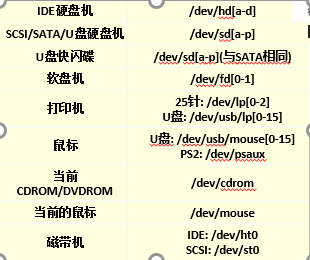 IDE硬盘机 /dev/hd[a-d]
SCSI/SATA/U盘硬盘机 /dev/sd[a-p]
U盘快闪碟 /dev/sd[a-p](与SATA相同)
软盘机 /dev/fd[0-1]
打印机 25针: /dev/lp[0-2]
U盘: /dev/usb/lp[0-15]
鼠标 U盘: /dev/usb/mouse[0-15]
PS2: /dev/psaux
当前
CDROM/DVDROM /dev/cdrom
当前的鼠标 /dev/mouse
磁带机 IDE: /dev/ht0
SCSI: /dev/st0